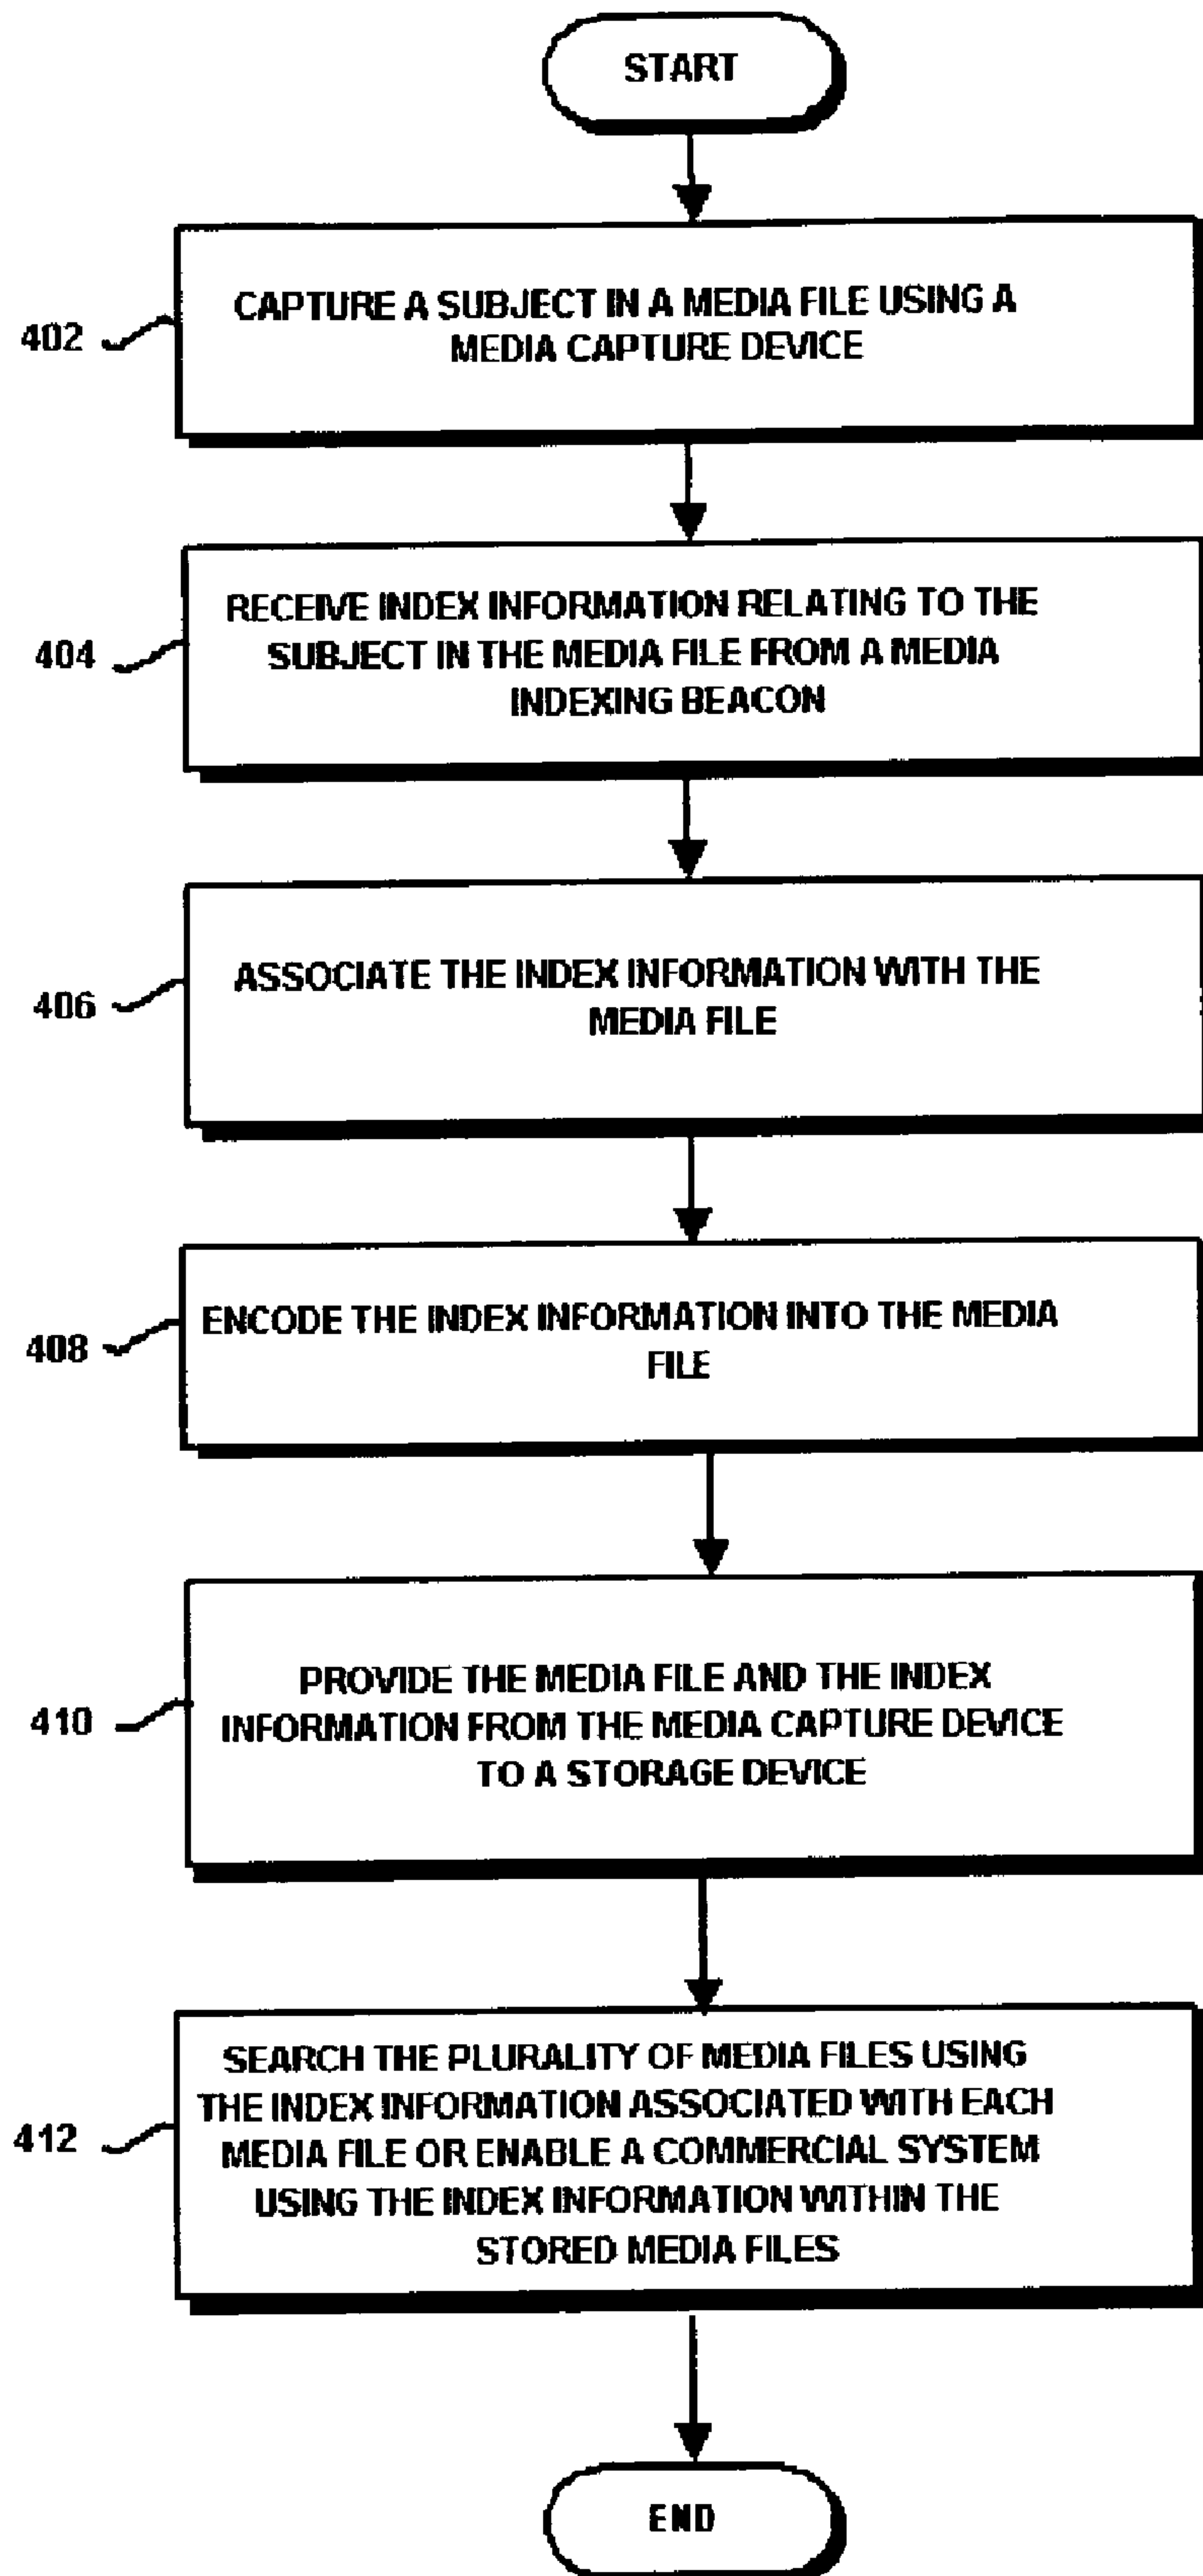 START
402
CAPTURE A SUBJECT IN A MEDIA FILE USING A
MEDIA CAPTURE DEVICE
404
RECEIVE INDEX INFORMATION RELATING TO THE
SUBJECT IN THE MEDIA FILE FROM A MEDIA
INDEXING BEACON
406
ASSOCIATE THE INDEX INFORMATION WITH THE
MEDIA FILE
408
ENCODE THE INDEX INFORMATION INTO THE MEDIA
FILE
410
PROVIDE THE MEDIA FILE AND THE INDEX
INFORMATION FROM THE MEDIA CAPTURE DEVICE
TO A STORAGE DEVICE
412
SEARCH THE PLURALITY OF MEDIA FILES USING
THE INDEX INFORMATION ASSOCIATED WITH EACH
MEDIA FILE OR ENABLE A COMMERCIAL SYSTEM
USING THE INDEX INFORMATION WITHIN THE
STORED MEDIA FILES
END